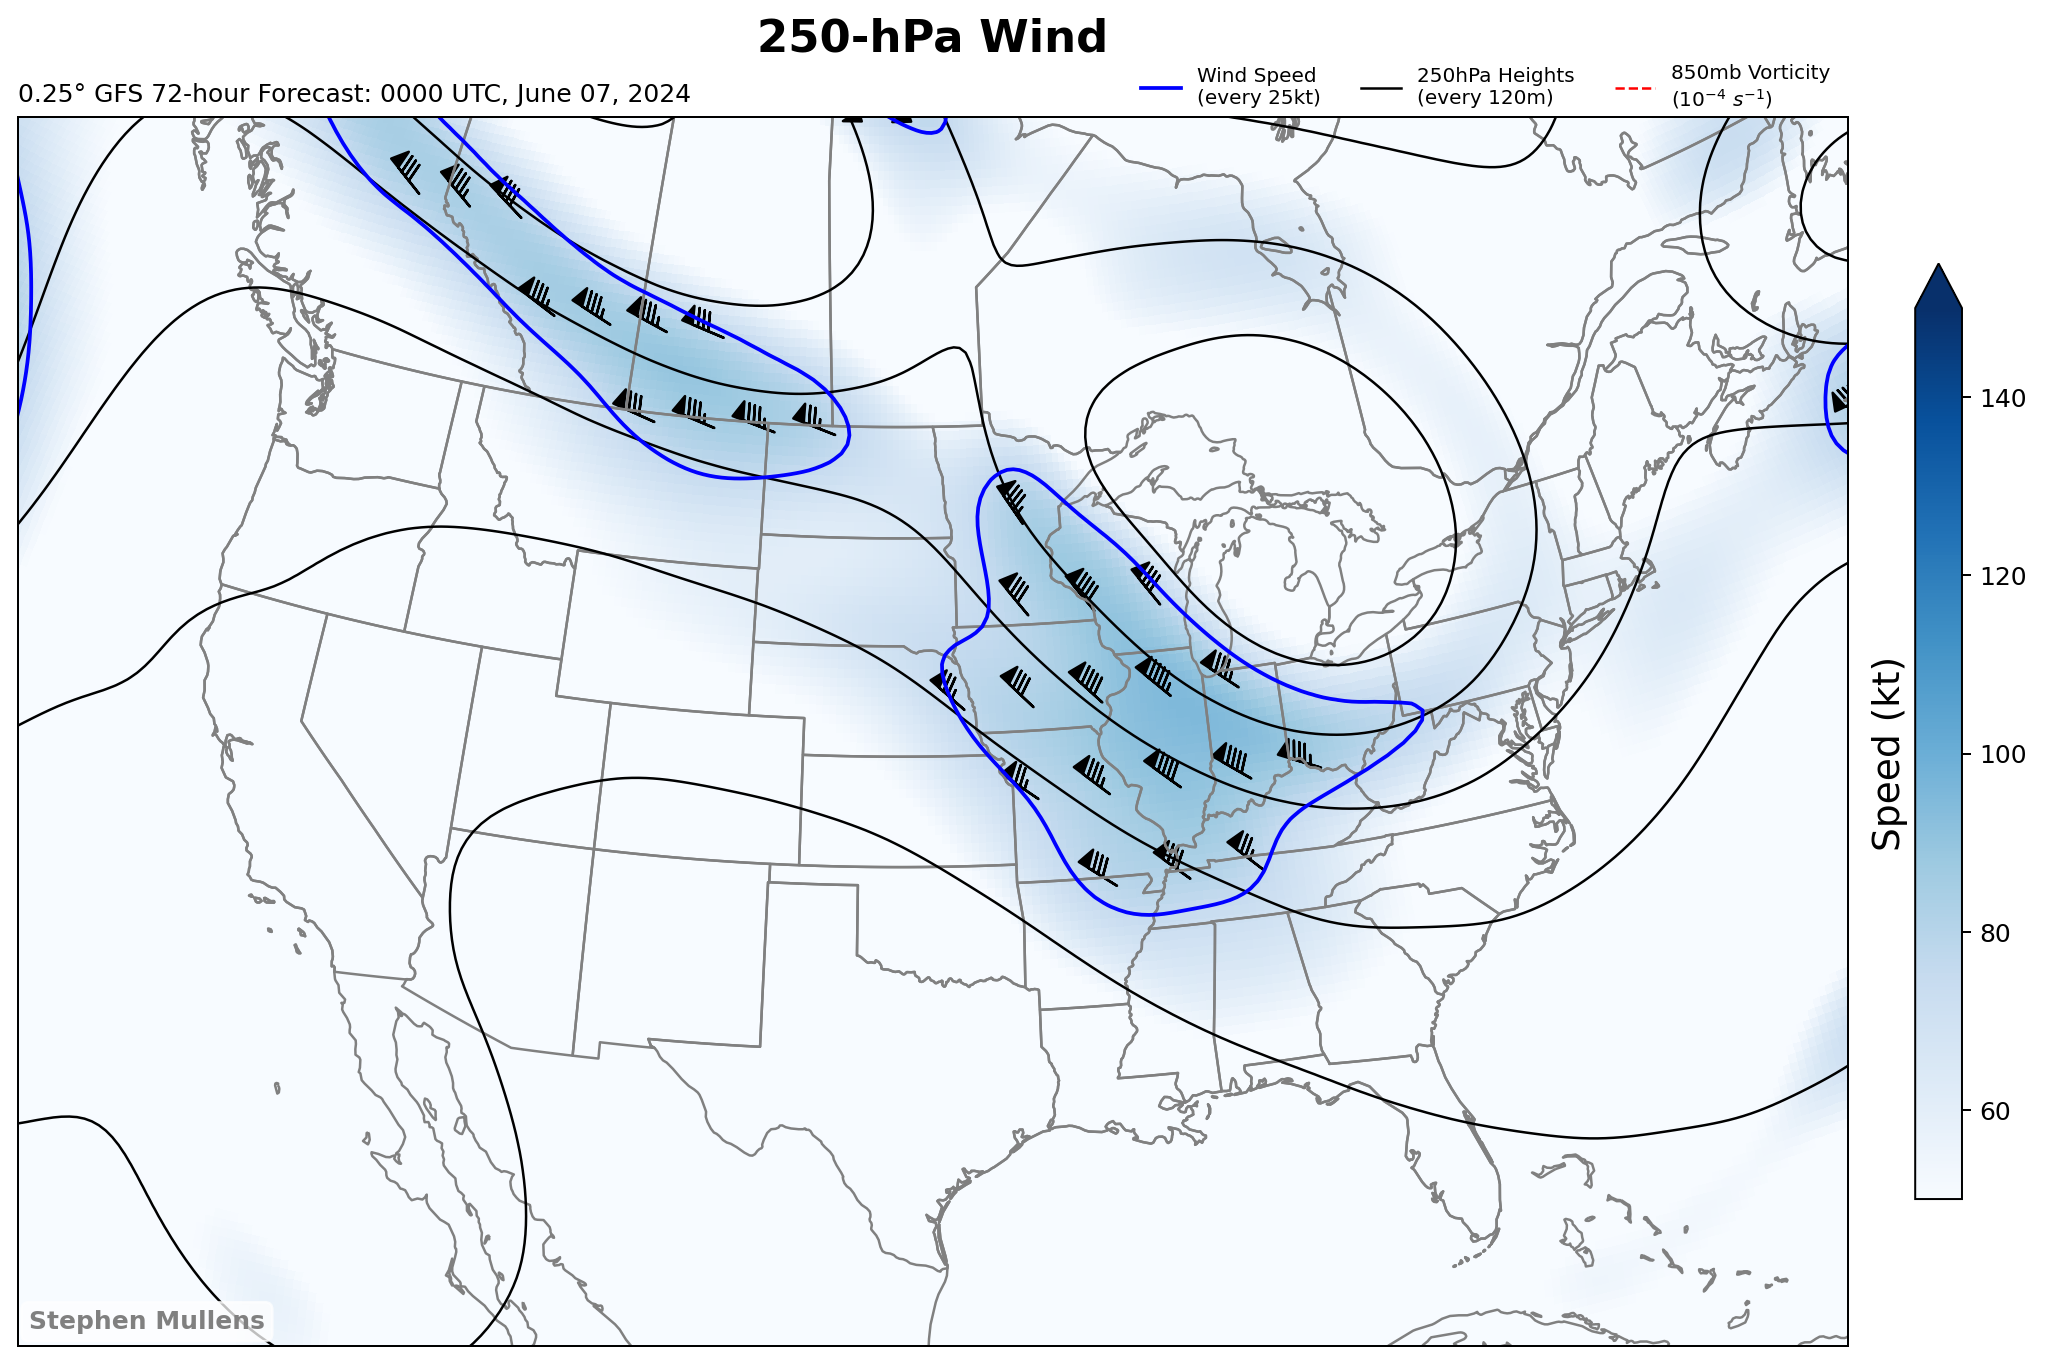 250-hPa Wind
0.25° GFS 72-hour Forecast: 0000 UTC, June 07, 2024
Wind Speed
(every 25kt)
250hPa Heights
(every 120m)
850mb Vorticity
(10⁻⁴ s⁻¹)
140
120
100
80
60
Speed (kt)
Stephen Mullens